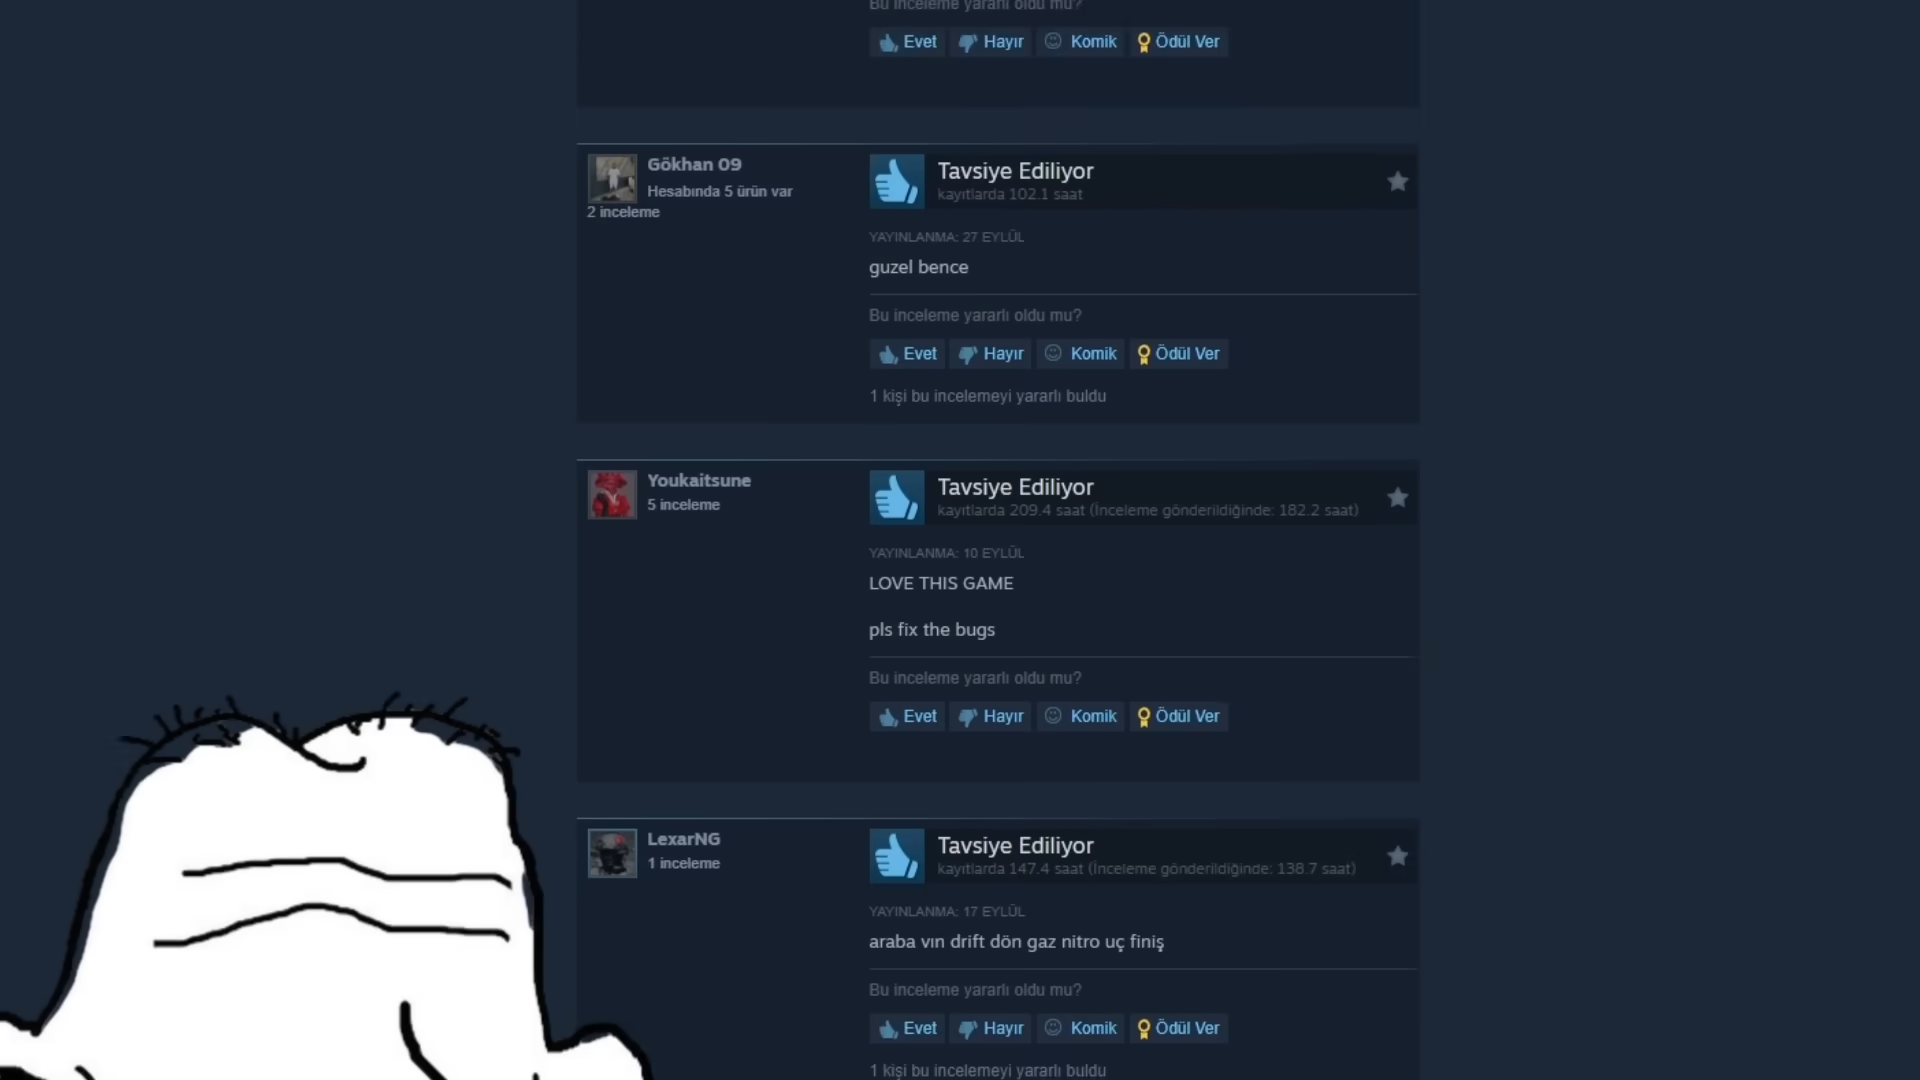 Bu inceleme yararlı oldu mu?
Evet Hayır Komik Ödül Ver
Gökhan 09
Hesabında 5 ürün var
2 inceleme
Tavsiye Ediliyor
kayıtlarda 102.1 saat
YAYINLANMA: 27 EYLÜL
guzel bence
Bu inceleme yararlı oldu mu?
Evet Hayır Komik Ödül Ver
1 kişi bu incelemeyi yararlı buldu
Youkaitsune
5 inceleme
Tavsiye Ediliyor
kayıtlarda 209.4 saat (İnceleme gönderildiğinde: 182.2 saat)
YAYINLANMA: 10 EYLÜL
LOVE THIS GAME
pls fix the bugs
Bu inceleme yararlı oldu mu?
Evet Hayır Komik Ödül Ver
LexarNG
1 inceleme
Tavsiye Ediliyor
kayıtlarda 147.4 saat (İnceleme gönderildiğinde: 138.7 saat)
YAYINLANMA: 17 EYLÜL
araba vın drift dön gaz nitro uç finiş
Bu inceleme yararlı oldu mu?
Evet Hayır Komik Ödül Ver
1 kişi bu incelemeyi yararlı buldu